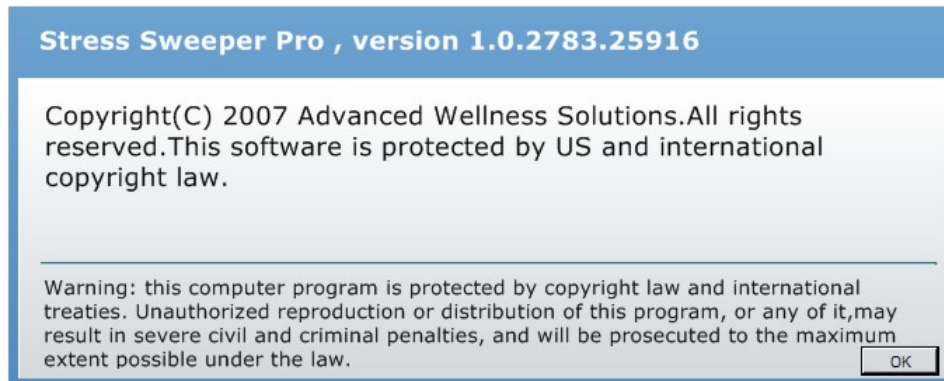 Stress Sweeper Pro , version 1.0.2783.25916
Copyright(C) 2007 Advanced Wellness Solutions.All rights
reserved.This software is protected by US and international
copyright law.
Warning: this computer program is protected by copyright law and international
treaties. Unauthorized reproduction or distribution of this program, or any of it,may
result in severe civil and criminal penalties, and will be prosecuted to the maximum
extent possible under the law.
OK